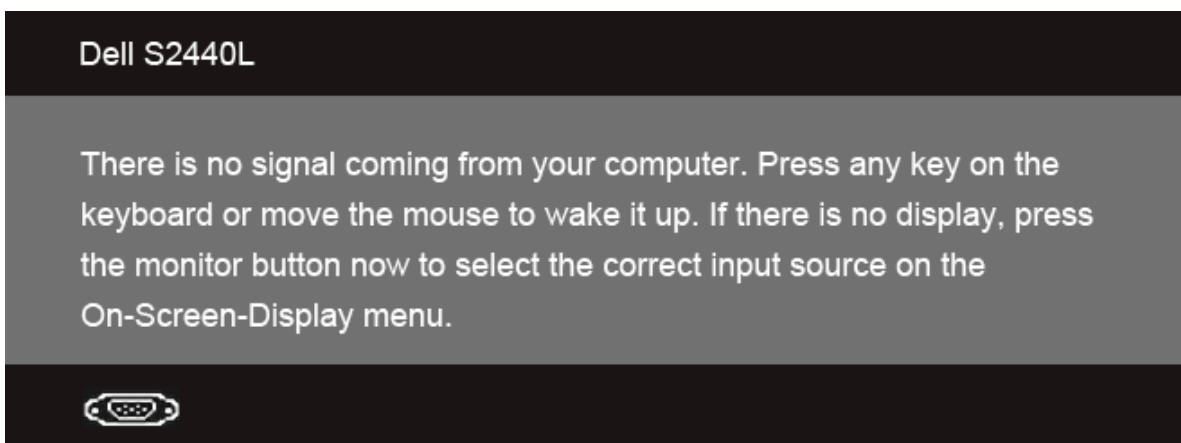 Dell S2440L
There is no signal coming from your computer. Press any key on the
keyboard or move the mouse to wake it up. If there is no display, press
the monitor button now to select the correct input source on the
On-Screen-Display menu.